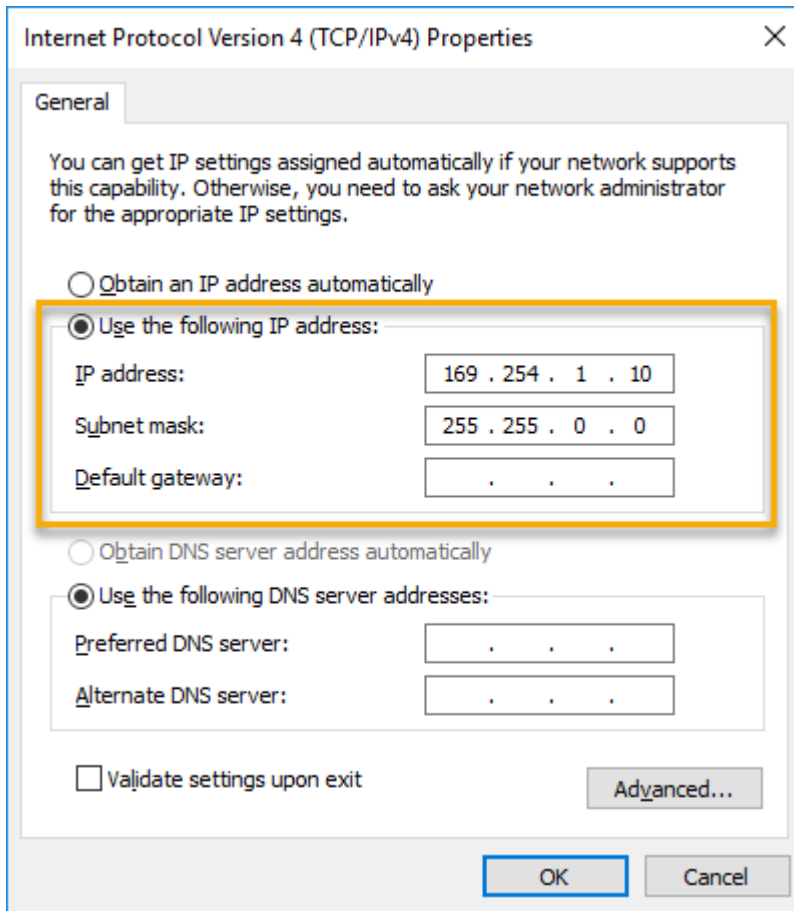 Internet Protocol Version 4 (TCP/IPv4) Properties
General
You can get IP settings assigned automatically if your network supports
this capability. Otherwise, you need to ask your network administrator
for the appropriate IP settings.
Obtain an IP address automatically
Use the following IP address:
IP address: 169 . 254 . 1 . 10
Subnet mask: 255 . 255 . 0 . 0
Default gateway: . . .
Obtain DNS server address automatically
Use the following DNS server addresses:
Preferred DNS server: . . .
Alternate DNS server: . . .
Validate settings upon exit
Advanced...
OK Cancel